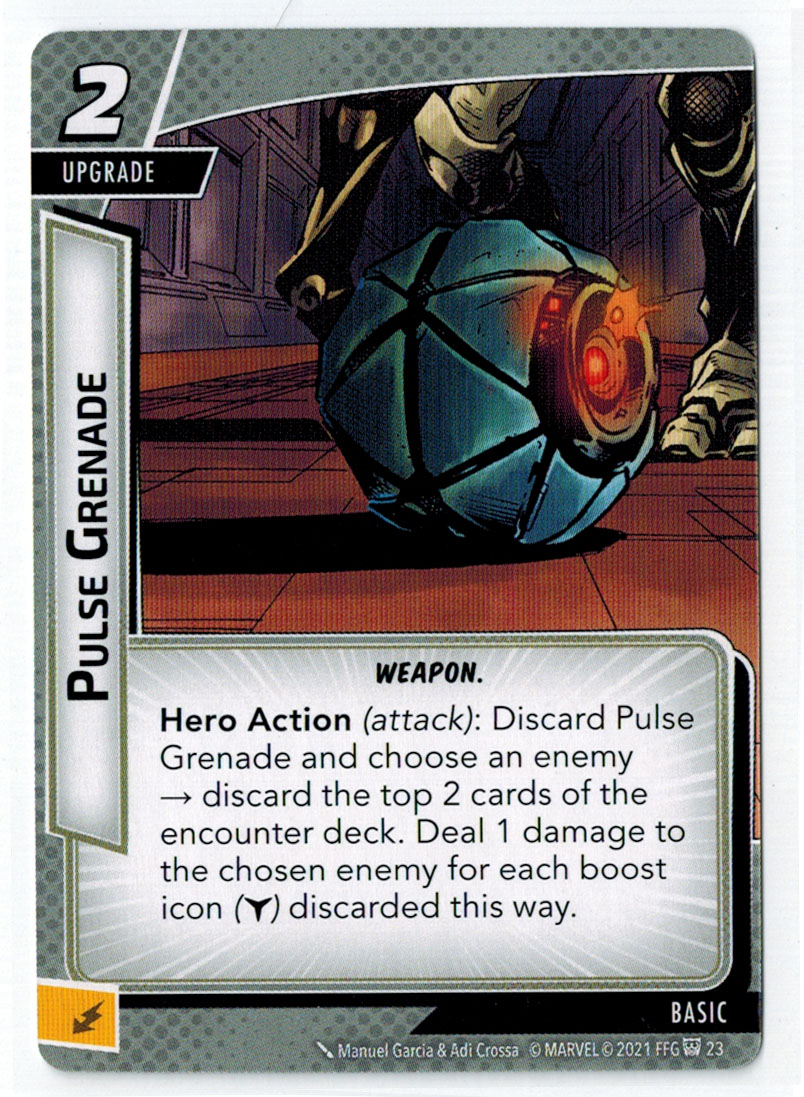 2
UPGRADE
PULSE GRENADE
WEAPON.
Hero Action (attack): Discard Pulse
Grenade and choose an enemy
→ discard the top 2 cards of the
encounter deck. Deal 1 damage to
the chosen enemy for each boost
icon () discarded this way.
BASIC
Manuel Garcia & Adi Crossa © MARVEL © 2021 FFG 23